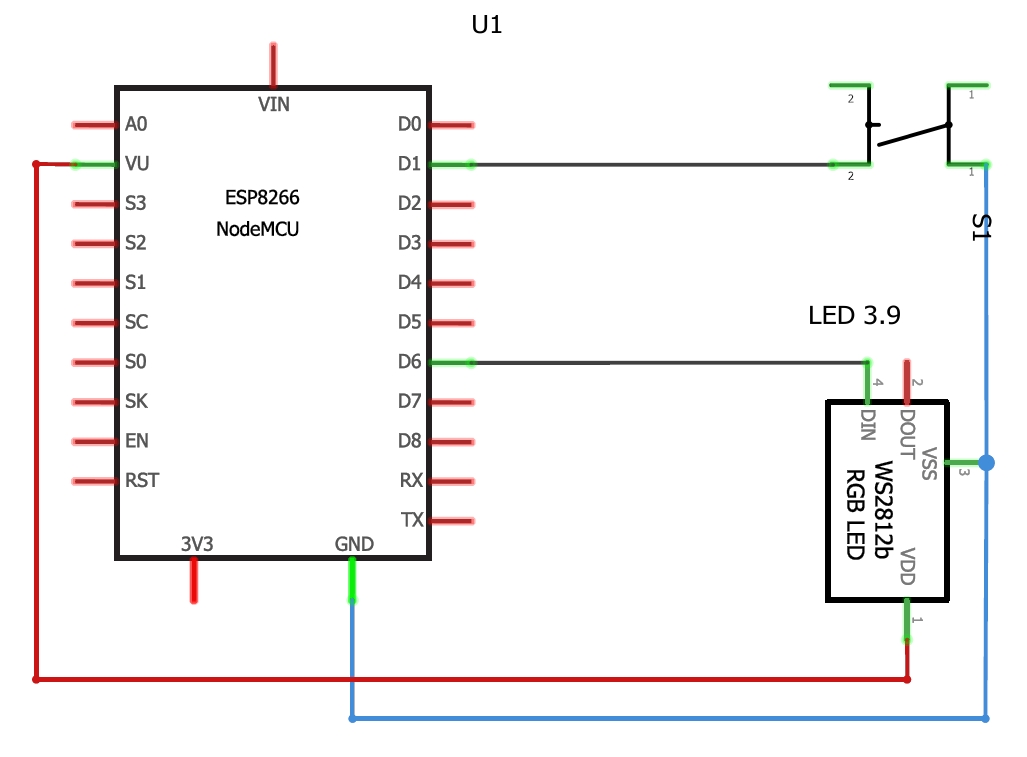 U1
VIN
A0
VU
S3
S2
S1
SC
S0
SK
EN
RST
ESP8266
NodeMCU
D0
D1
D2
D3
D4
D5
D6
D7
D8
RX
TX
3V3
GND
2
1
2
1
S1
LED 3.9
4
2
DIN
DOUT
VSS
3
WS2812b
RGB LED
VDD
1